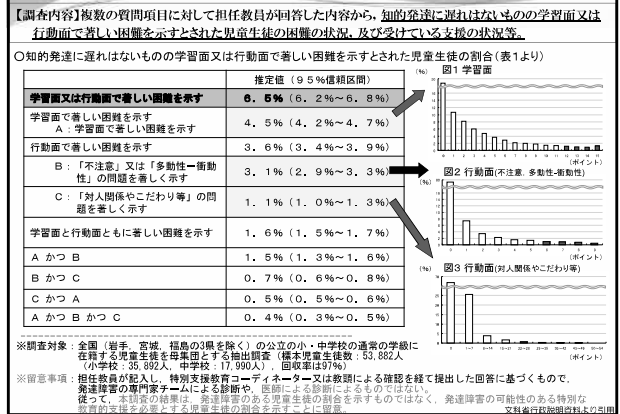 【調査内容】複数の質問項目に対して担任教員が回答した内容から，知的発達に遅れはないものの学習面又は
行動面で著しい困難を示すとされた児童生徒の困難の状況，及び受けている支援の状況等。
○知的発達に遅れはないものの学習面又は行動面で著しい困難を示すとされた児童生徒の割合（表１より）
推定値（９５％信頼区間）
学習面又は行動面で著しい困難を示す ６．５％（６．２％～６．８％）
学習面で著しい困難を示す
Ａ：学習面で著しい困難を示す ４．５％（４．２％～４．７％）
行動面で著しい困難を示す ３．６％（３．４％～３．９％）
Ｂ：「不注意」又は「多動性－衝動
性」の問題を著しく示す ３．１％（２．９％～３．３％）
Ｃ：「対人関係やこだわり等」の問
題を著しく示す １．１％（１．０％～１．３％）
学習面と行動面ともに著しい困難を示す １．６％（１．５％～１．７％）
Ａ かつ Ｂ １．５％（１．３％～１．６％）
Ｂ かつ Ｃ ０．７％（０．６％～０．８％）
Ｃ かつ Ａ ０．５％（０．５％～０．６％）
Ａ かつ Ｂ かつ Ｃ ０．４％（０．３％～０．５％）
（％） 図１ 学習面
（ポイント）
（％） 図２ 行動面（不注意、多動性-衝動性）
（ポイント）
（％） 図３ 行動面（対人関係やこだわり等）
（ポイント）
※調査対象：全国（岩手，宮城，福島の3県を除く）の公立の小・中学校の通常の学級に
在籍する児童生徒を母集団とする抽出調査（標本児童生徒数：53,882人
（小学校：35,892人，中学校：17,990人），回収率は97%）
※留意事項：担任教員が記入し，特別支援教育コーディネーター又は教頭による確認を経て提出した回答に基づくもので，
発達障害の専門家チームによる診断や，医師による診断によるものではない。
従って，本調査の結果は，発達障害のある児童生徒の割合を示すものではなく，発達障害の可能性のある特別な
教育的支援を必要とする児童生徒の割合を示すことに留意。
文科省行政説明資料より引用